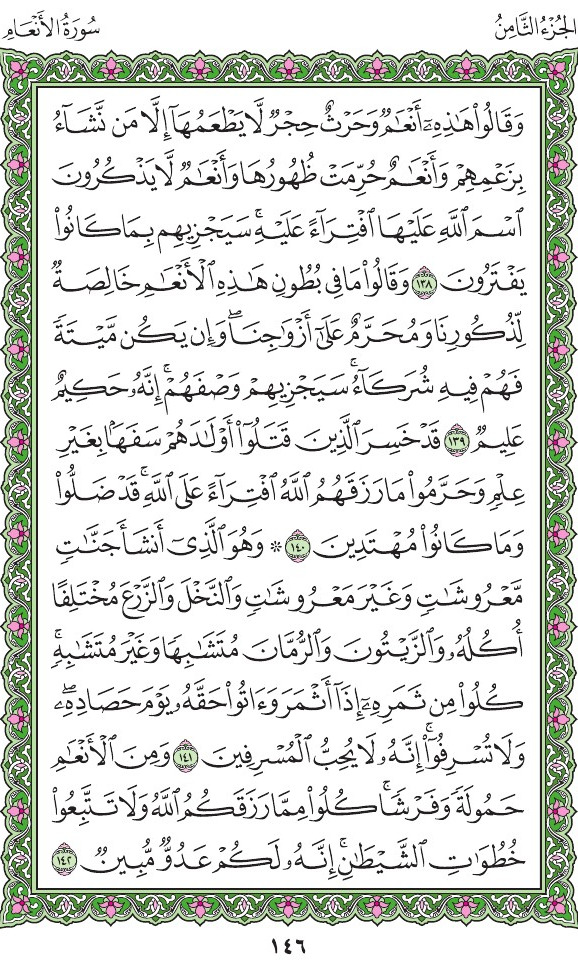 الجُزْءُ الثَّامِنُ
سُورَةُ الأَنْعَامِ
وَقَالُوا۟ هَٰذِهِۦٓ أَنْعَٰمٌ وَحَرْثٌ حِجْرٌ لَّا يَطْعَمُهَآ إِلَّا مَن نَّشَآءُ
بِزَعْمِهِمْ وَأَنْعَٰمٌ حُرِّمَتْ ظُهُورُهَا وَأَنْعَٰمٌ لَّا يَذْكُرُونَ
ٱسْمَ ٱللَّهِ عَلَيْهَا ٱفْتِرَآءً عَلَيْهِ ۚ سَيَجْزِيهِم بِمَا كَانُوا۟
يَفْتَرُونَ ١٣٨ وَقَالُوا۟ مَا فِى بُطُونِ هَٰذِهِ ٱلْأَنْعَٰمِ خَالِصَةٌ
لِّذُكُورِنَا وَمُحَرَّمٌ عَلَىٰٓ أَزْوَٰجِنَا ۖ وَإِن يَكُن مَّيْتَةً
فَهُمْ فِيهِ شُرَكَآءُ ۚ سَيَجْزِيهِمْ وَصْفَهُمْ ۚ إِنَّهُۥ حَكِيمٌ
عَلِيمٌ ١٣٩ قَدْ خَسِرَ ٱلَّذِينَ قَتَلُوٓا۟ أَوْلَٰدَهُمْ سَفَهًۢا بِغَيْرِ
عِلْمٍ وَحَرَّمُوا۟ مَا رَزَقَهُمُ ٱللَّهُ ٱفْتِرَآءً عَلَى ٱللَّهِ ۚ قَدْ ضَلُّوا۟
وَمَا كَانُوا۟ مُهْتَدِينَ ١٤٠ ۞ وَهُوَ ٱلَّذِىٓ أَنشَأَ جَنَّٰتٍ
مَّعْرُوشَٰتٍ وَغَيْرَ مَعْرُوشَٰتٍ وَٱلنَّخْلَ وَٱلزَّرْعَ مُخْتَلِفًا
أُكُلُهُۥ وَٱلزَّيْتُونَ وَٱلرُّمَّانَ مُتَشَٰبِهًا وَغَيْرَ مُتَشَٰبِهٍ ۚ
كُلُوا۟ مِن ثَمَرِهِۦٓ إِذَآ أَثْمَرَ وَءَاتُوا۟ حَقَّهُۥ يَوْمَ حَصَادِهِۦ ۖ
وَلَا تُسْرِفُوٓا۟ ۚ إِنَّهُۥ لَا يُحِبُّ ٱلْمُسْرِفِينَ ١٤١ وَمِنَ ٱلْأَنْعَٰمِ
حَمُولَةً وَفَرْشًا ۚ كُلُوا۟ مِمَّا رَزَقَكُمُ ٱللَّهُ وَلَا تَتَّبِعُوا۟
خُطُوَٰتِ ٱلشَّيْطَٰنِ ۚ إِنَّهُۥ لَكُمْ عَدُوٌّ مُّبِينٌ ١٤٢
١٤٦